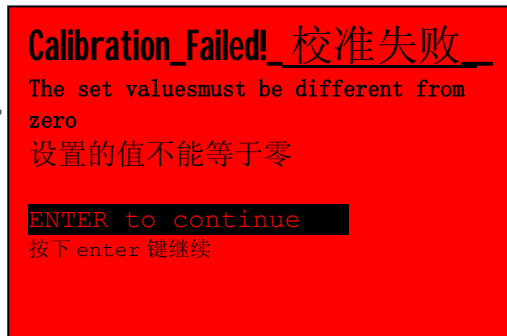 Calibration_Failed!_校准失败__
The set valuesmust be different from
zero
设置的值不能等于零
ENTER to continue
按下 enter 键继续